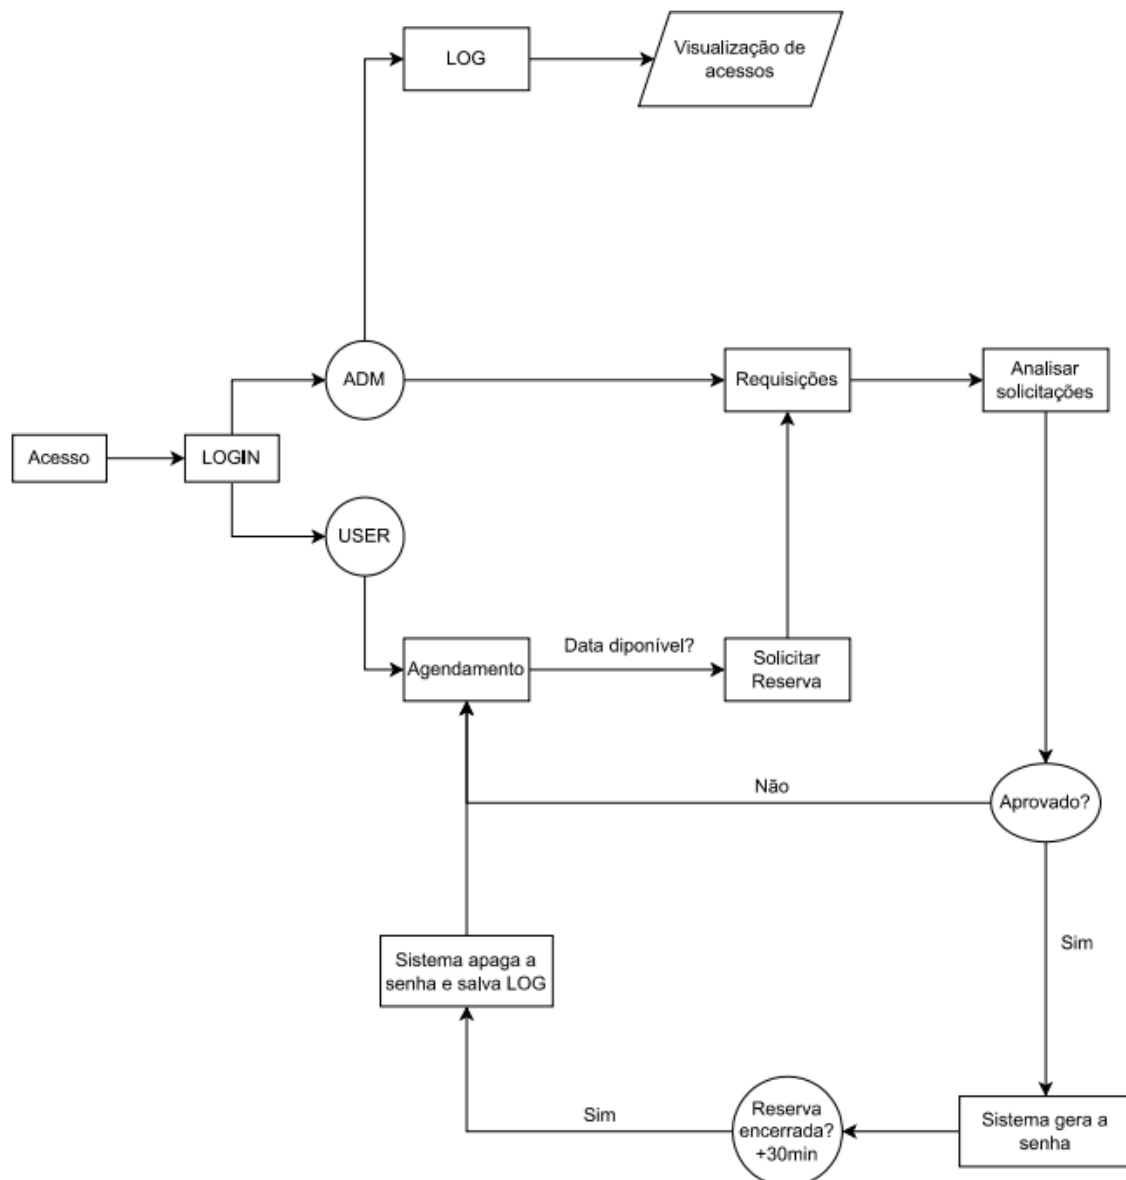 LOG
Visualização de
acessos
ADM
Requisições
Analisar
solicitações
Acesso
LOGIN
USER
Agendamento
Data diponível?
Solicitar
Reserva
Não
Aprovado?
Sistema apaga a
senha e salva LOG
Sim
Sim
Reserva
encerrada?
+30min
Sistema gera a
senha